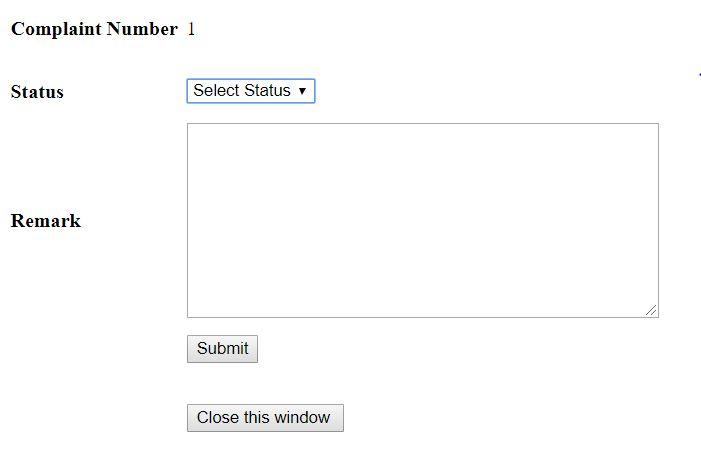 Complaint Number 1
Status Select Status
Remark
Submit
Close this window